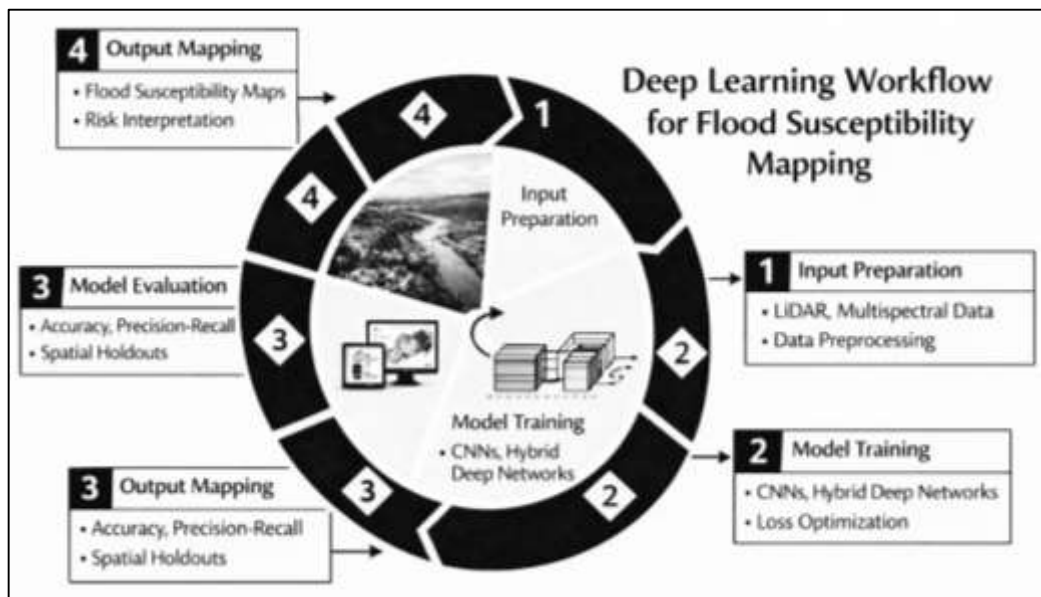 Deep Learning Workflow
for Flood Susceptibility
Mapping
4 Output Mapping
• Flood Susceptibility Maps
• Risk Interpretation
4
1
4
Input
Preparation
1 Input Preparation
• LiDAR, Multispectral Data
• Data Preprocessing
3 Model Evaluation
• Accuracy, Precision-Recall
• Spatial Holdouts
3
2
Model Training
• CNNs, Hybrid
Deep Networks
2 Model Training
• CNNs, Hybrid Deep Networks
• Loss Optimization
3 Output Mapping
• Accuracy, Precision-Recall
• Spatial Holdouts
3
2